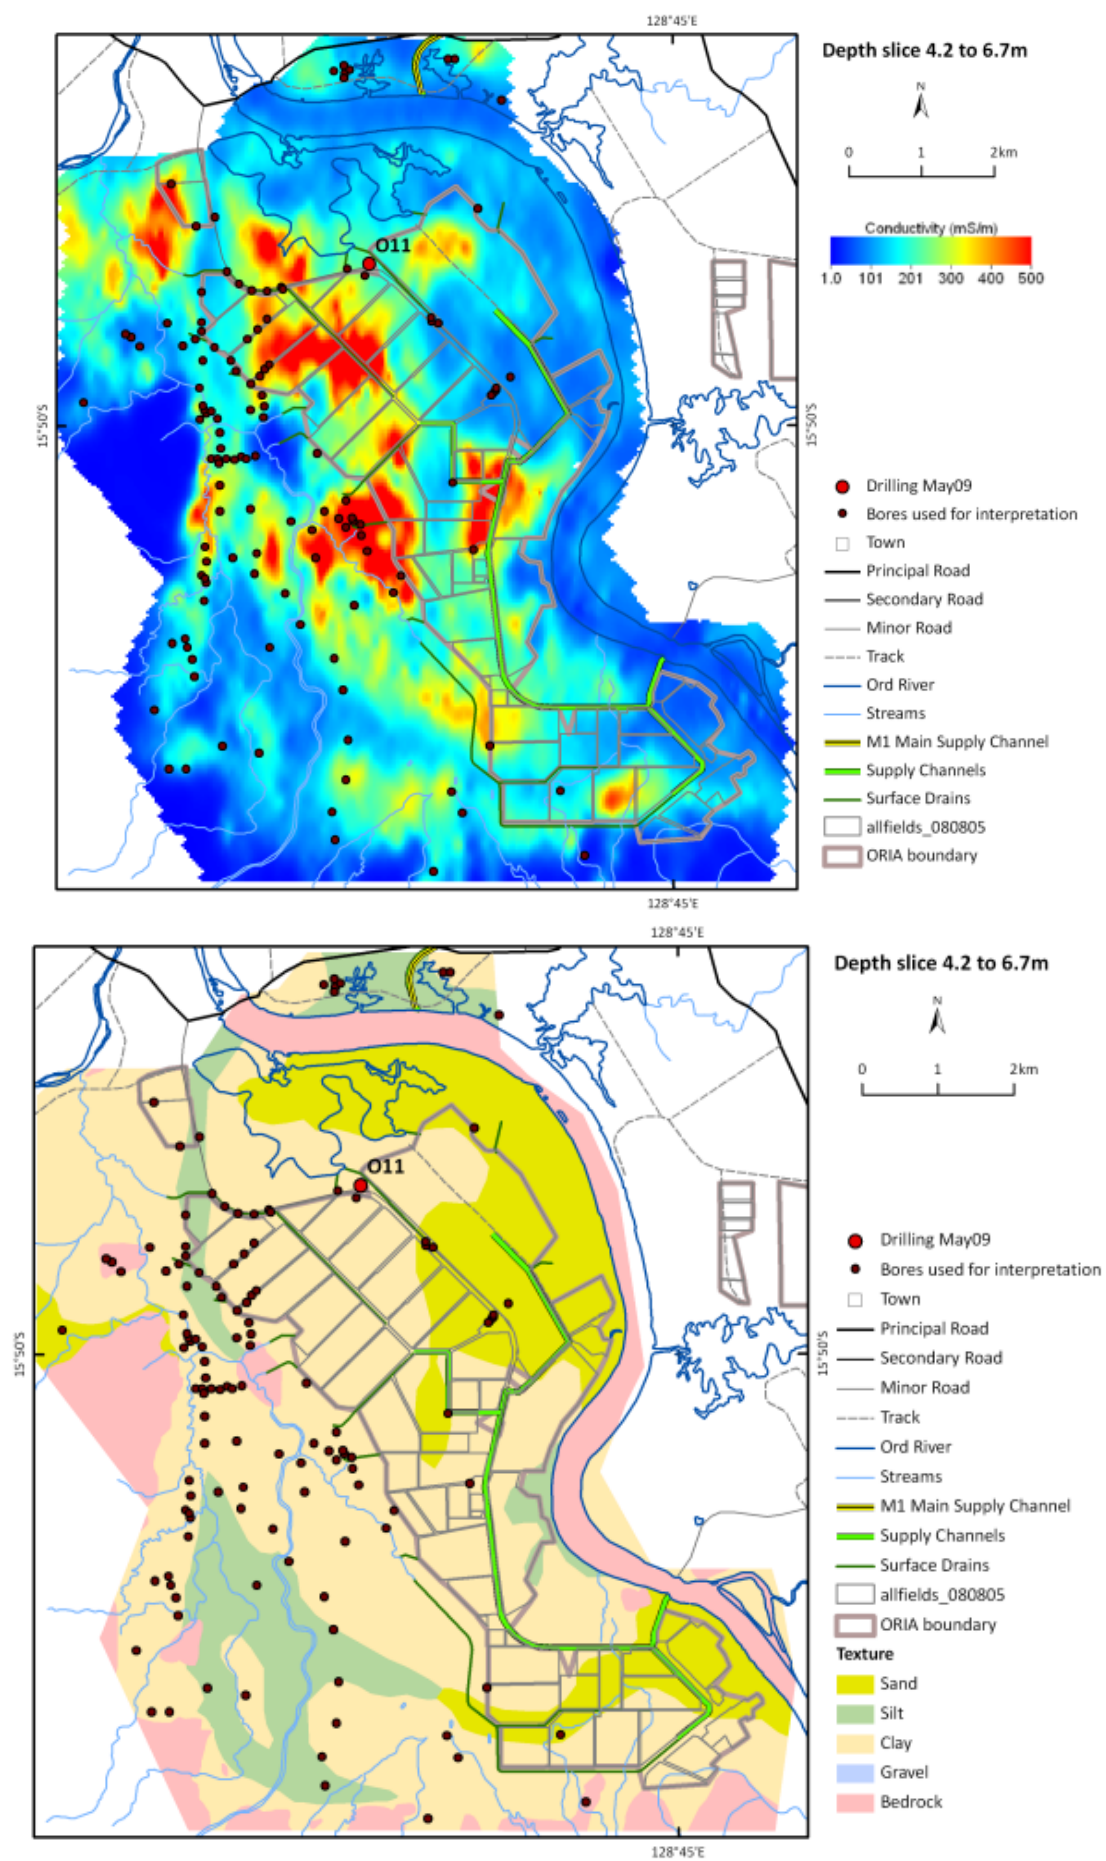 128°45'E
Depth slice 4.2 to 6.7m
N
0 1 2km
Conductivity (mS/m)
1.0 101 201 300 400 500
O11
15°50'S
15°50'S
Drilling May09
Bores used for interpretation
Town
Principal Road
Secondary Road
Minor Road
Track
Ord River
Streams
M1 Main Supply Channel
Supply Channels
Surface Drains
allfields_080805
ORIA boundary
128°45'E
128°45'E
Depth slice 4.2 to 6.7m
N
0 1 2km
O11
15°50'S
15°50'S
Drilling May09
Bores used for interpretation
Town
Principal Road
Secondary Road
Minor Road
Track
Ord River
Streams
M1 Main Supply Channel
Supply Channels
Surface Drains
allfields_080805
ORIA boundary
Texture
Sand
Silt
Clay
Gravel
Bedrock
128°45'E